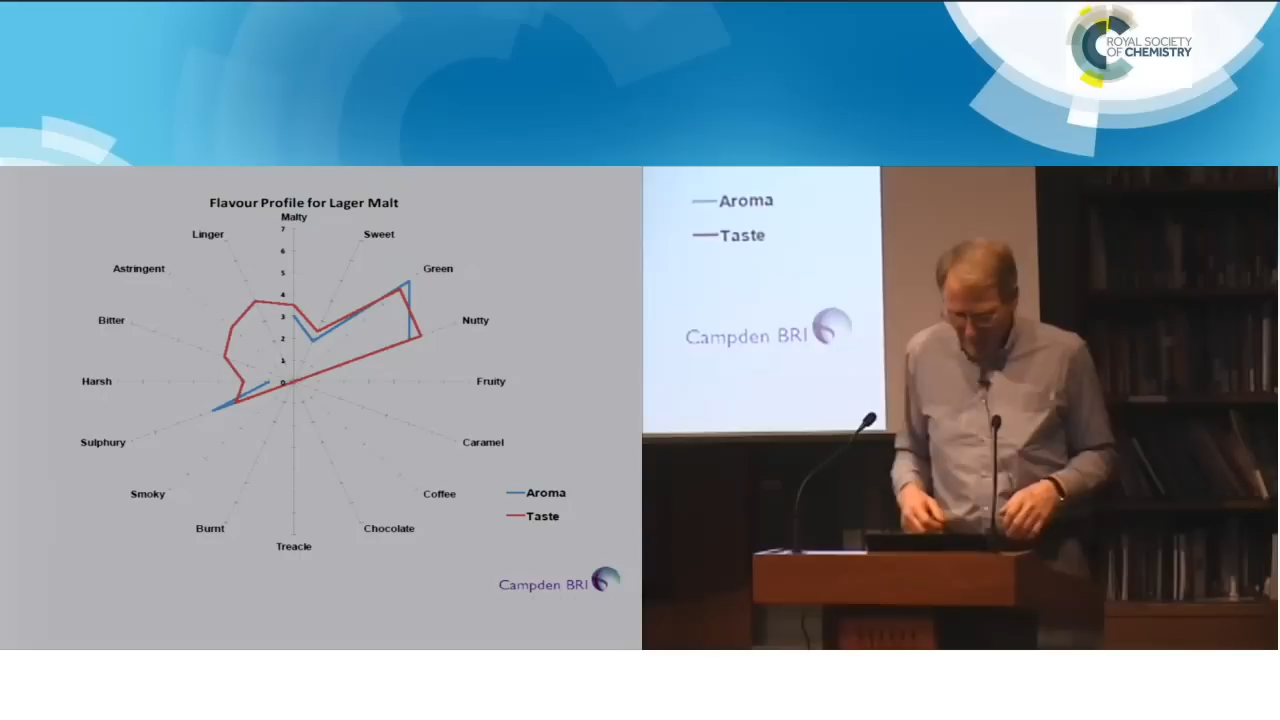 ROYAL SOCIETY
OF CHEMISTRY
Flavour Profile for Lager Malt
Malty
Sweet
Green
Nutty
Fruity
Caramel
Coffee
Chocolate
Treacle
Burnt
Smoky
Sulphury
Harsh
Bitter
Astringent
Linger
7
6
5
4
3
2
1
0
Aroma
Taste
Campden BRI
Aroma
Taste
Campden BRI